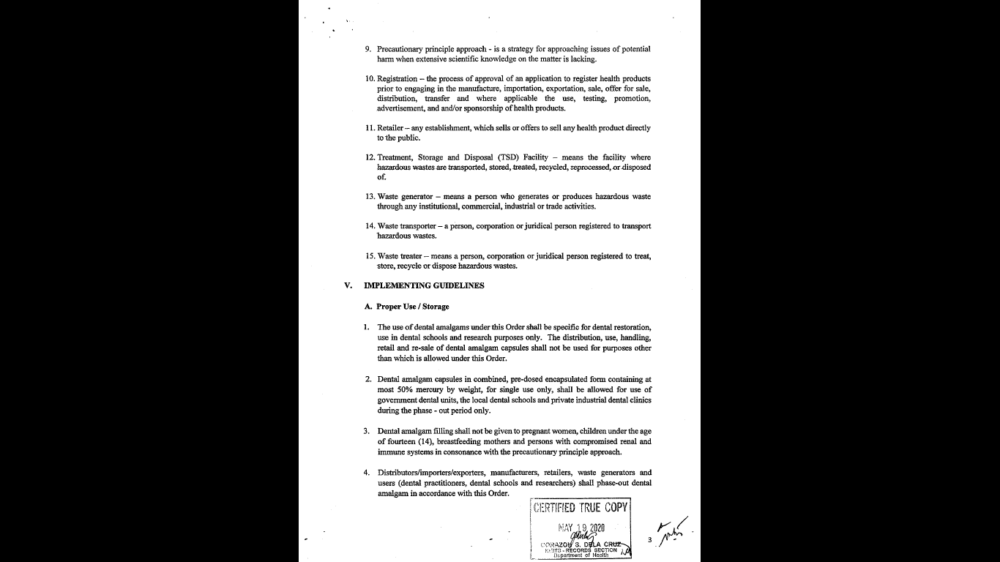 9. Precautionary principle approach - is a strategy for approaching issues of potential
harm when extensive scientific knowledge on the matter is lacking.
10. Registration – the process of approval of an application to register health products
prior to engaging in the manufacture, importation, exportation, sale, offer for sale,
distribution, transfer and where applicable the use, testing, promotion,
advertisement, and and/or sponsorship of health products.
11. Retailer – any establishment, which sells or offers to sell any health product directly
to the public.
12. Treatment, Storage and Disposal (TSD) Facility – means the facility where
hazardous wastes are transported, stored, treated, recycled, reprocessed, or disposed
of.
13. Waste generator – means a person who generates or produces hazardous waste
through any institutional, commercial, industrial or trade activities.
14. Waste transporter – a person, corporation or juridical person registered to transport
hazardous wastes.
15. Waste treater – means a person, corporation or juridical person registered to treat,
store, recycle or dispose hazardous wastes.
V. IMPLEMENTING GUIDELINES
A. Proper Use / Storage
1. The use of dental amalgams under this Order shall be specific for dental restoration,
use in dental schools and research purposes only. The distribution, use, handling,
retail and re-sale of dental amalgam capsules shall not be used for purposes other
than which is allowed under this Order.
2. Dental amalgam capsules in combined, pre-dosed encapsulated form containing at
most 50% mercury by weight, for single use only, shall be allowed for use of
government dental units, the local dental schools and private industrial dental clinics
during the phase - out period only.
3. Dental amalgam filling shall not be given to pregnant women, children under the age
of fourteen (14), breastfeeding mothers and persons with compromised renal and
immune systems in consonance with the precautionary principle approach.
4. Distributors/importers/exporters, manufacturers, retailers, waste generators and
users (dental practitioners, dental schools and researchers) shall phase-out dental
amalgam in accordance with this Order.
CERTIFIED TRUE COPY
MAY 19 2020
CORAZON S. DELA CRUZ
RECORDS SECTION
Department of Health
3